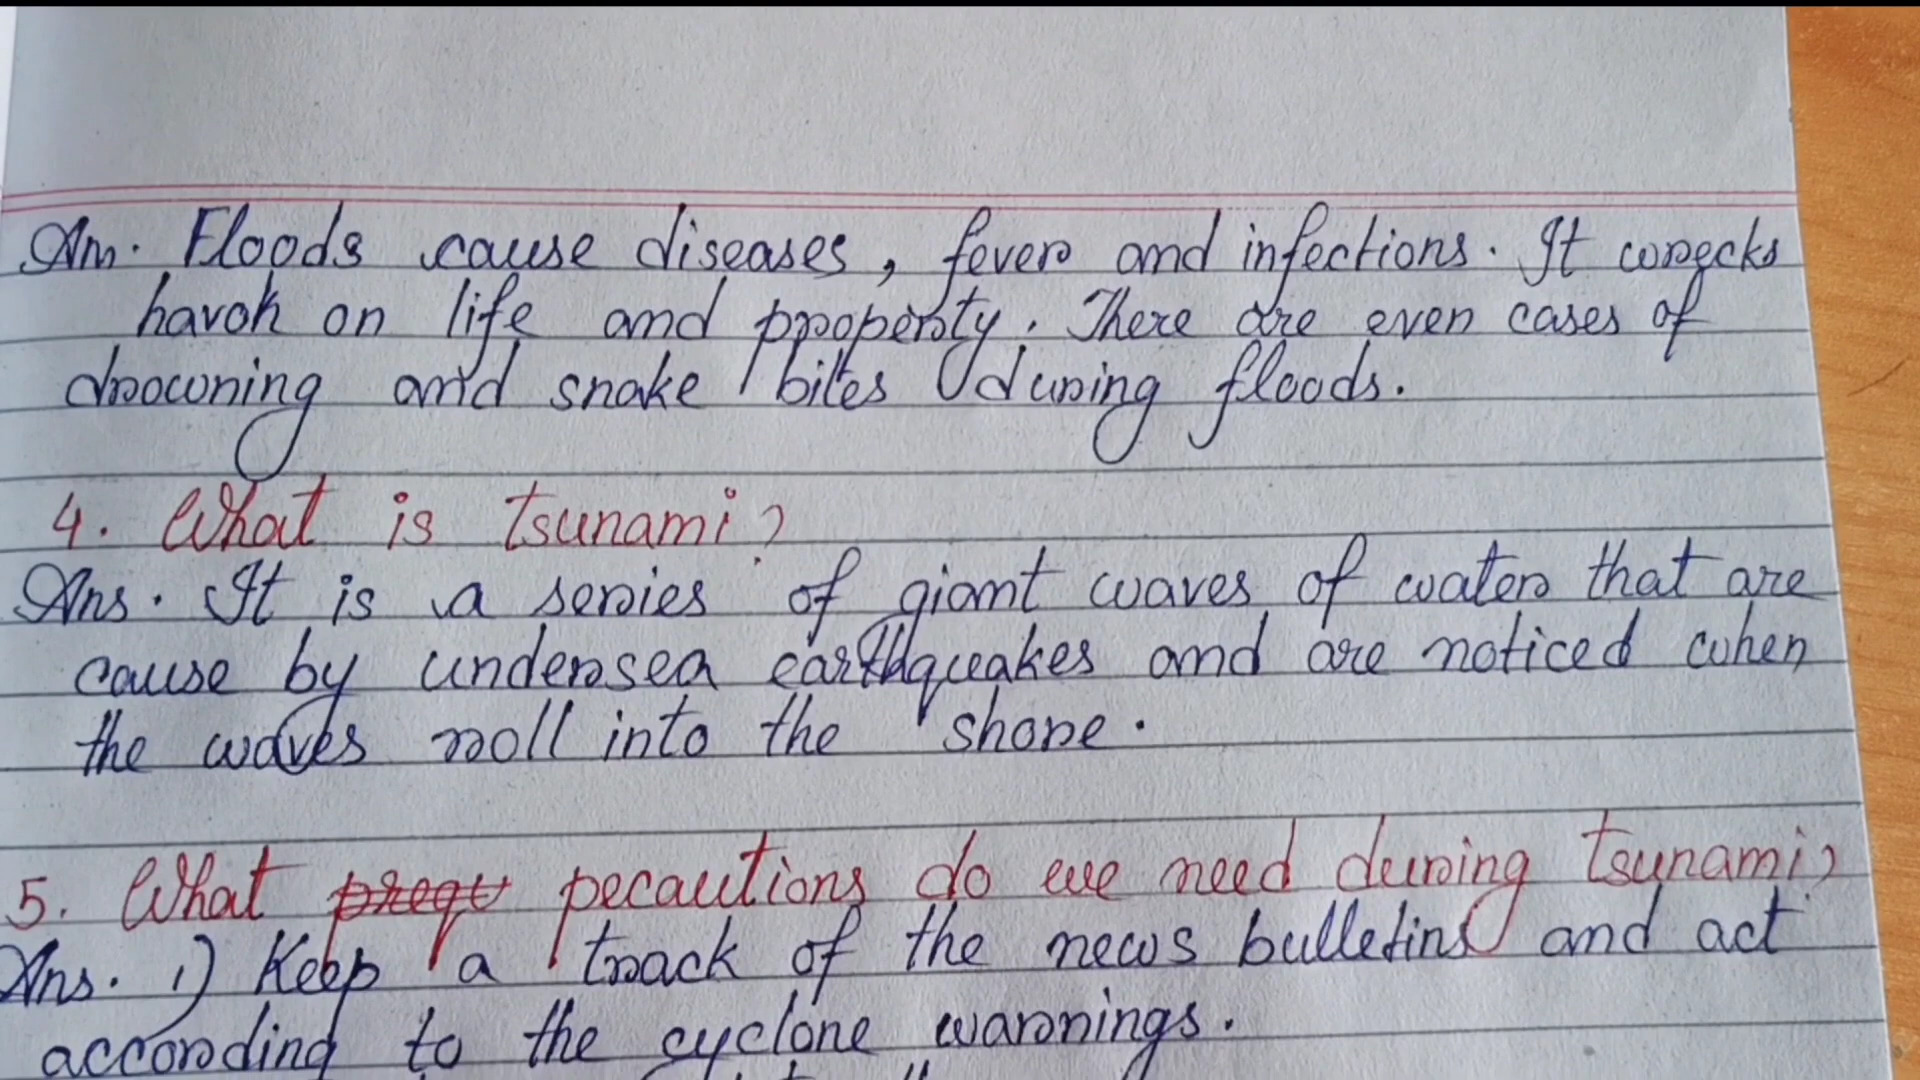 Ans. Floods cause diseases, fever and infections. It wrecks
havok on life and property. There are even cases of
drowning and snake bites during floods.
4. What is tsunami?
Ans. It is a series of giant waves of water that are
cause by undersea earthquakes and are noticed when
the waves roll into the shore.
5. What pecautions do we need during tsunami?
Ans. i) Keep a track of the news bulletins and act
according to the cyclone warnings.